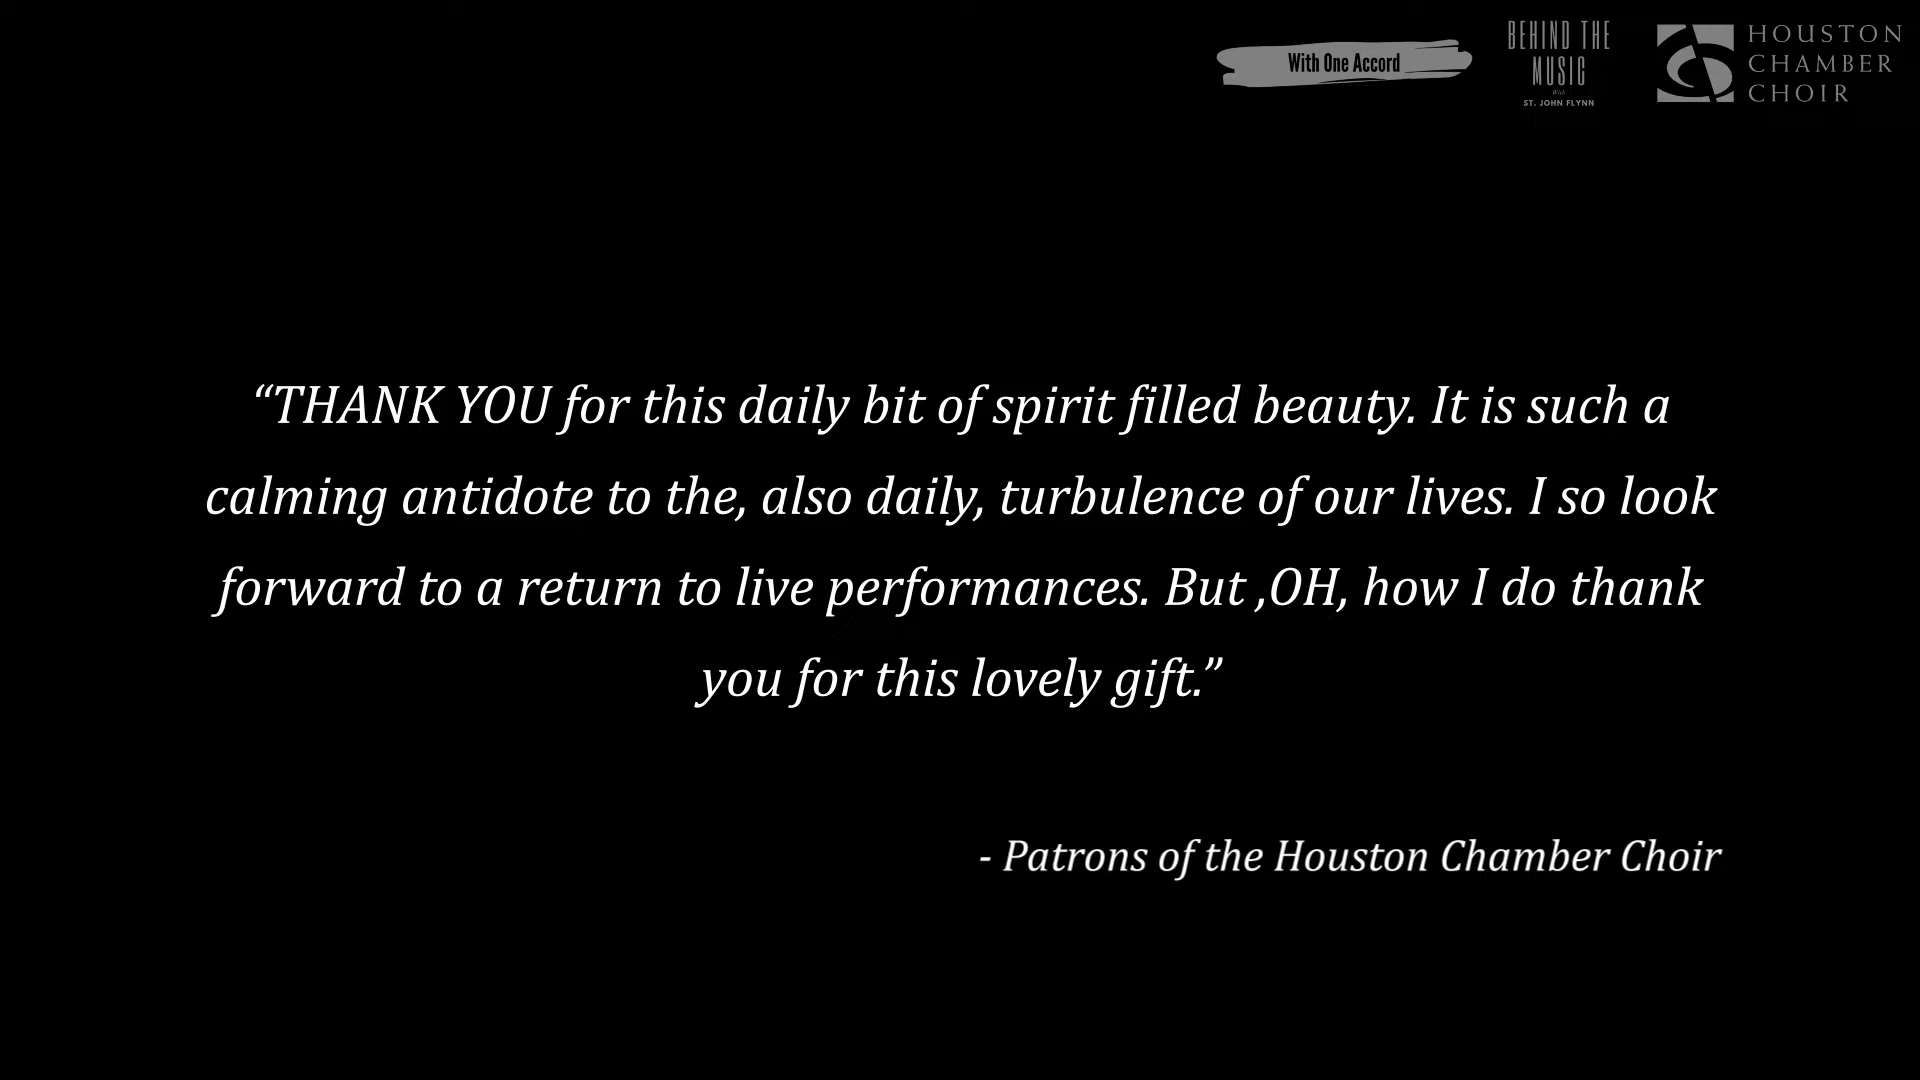 With One Accord
BEHIND THE
MUSIC
With
ST. JOHN FLYNN
HOUSTON
CHAMBER
CHOIR
“THANK YOU for this daily bit of spirit filled beauty. It is such a
calming antidote to the, also daily, turbulence of our lives. I so look
forward to a return to live performances. But ,OH, how I do thank
you for this lovely gift.”
- Patrons of the Houston Chamber Choir